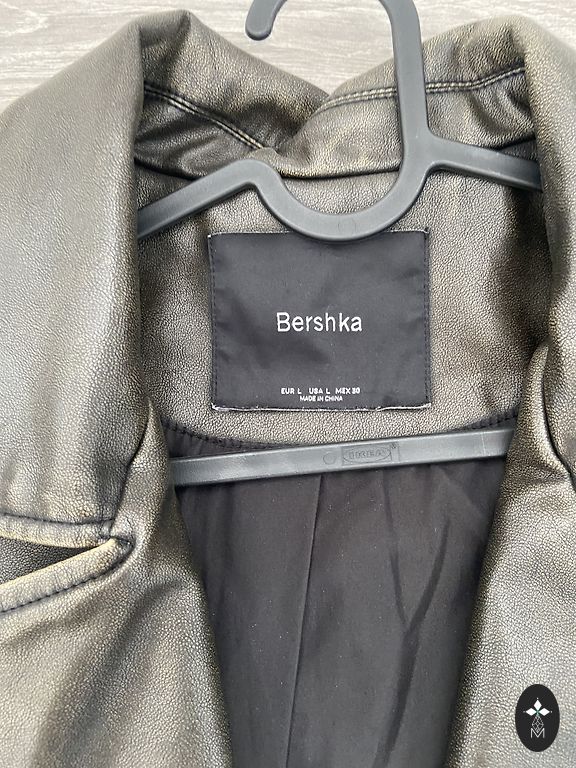 Bershka
EUR L USA L MEX 30
MADE IN CHINA
IKEA
M